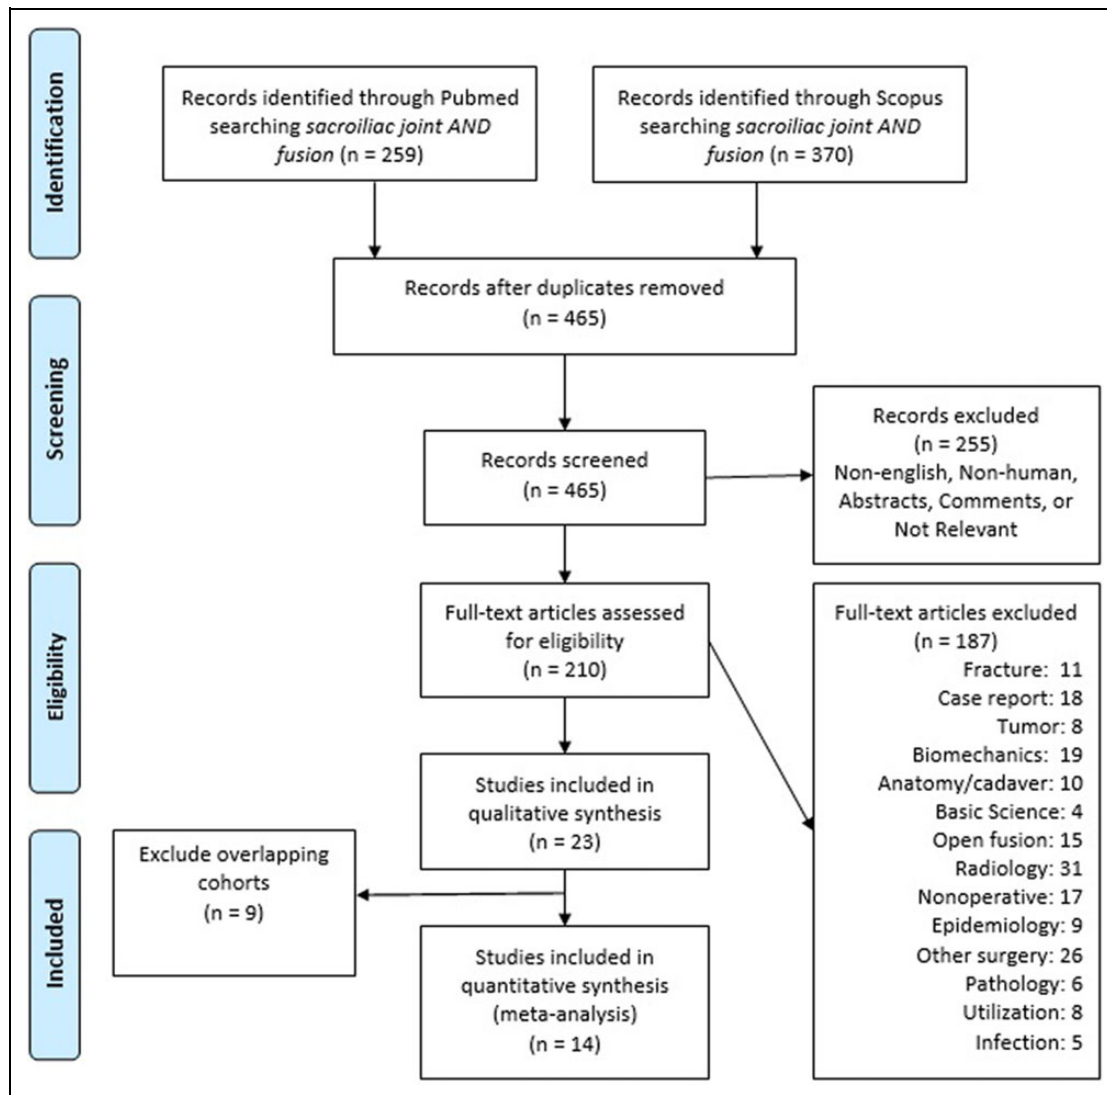 Identification
Records identified through Pubmed
searching sacroiliac joint AND
fusion (n = 259)
Records identified through Scopus
searching sacroiliac joint AND
fusion (n = 370)
Records after duplicates removed
(n = 465)
Screening
Records screened
(n = 465)
Records excluded
(n = 255)
Non-english, Non-human,
Abstracts, Comments, or
Not Relevant
Eligibility
Full-text articles assessed
for eligibility
(n = 210)
Full-text articles excluded
(n = 187)
Fracture: 11
Case report: 18
Tumor: 8
Biomechanics: 19
Anatomy/cadaver: 10
Basic Science: 4
Open fusion: 15
Radiology: 31
Nonoperative: 17
Epidemiology: 9
Other surgery: 26
Pathology: 6
Utilization: 8
Infection: 5
Studies included in
qualitative synthesis
(n = 23)
Included
Exclude overlapping
cohorts
(n = 9)
Studies included in
quantitative synthesis
(meta-analysis)
(n = 14)